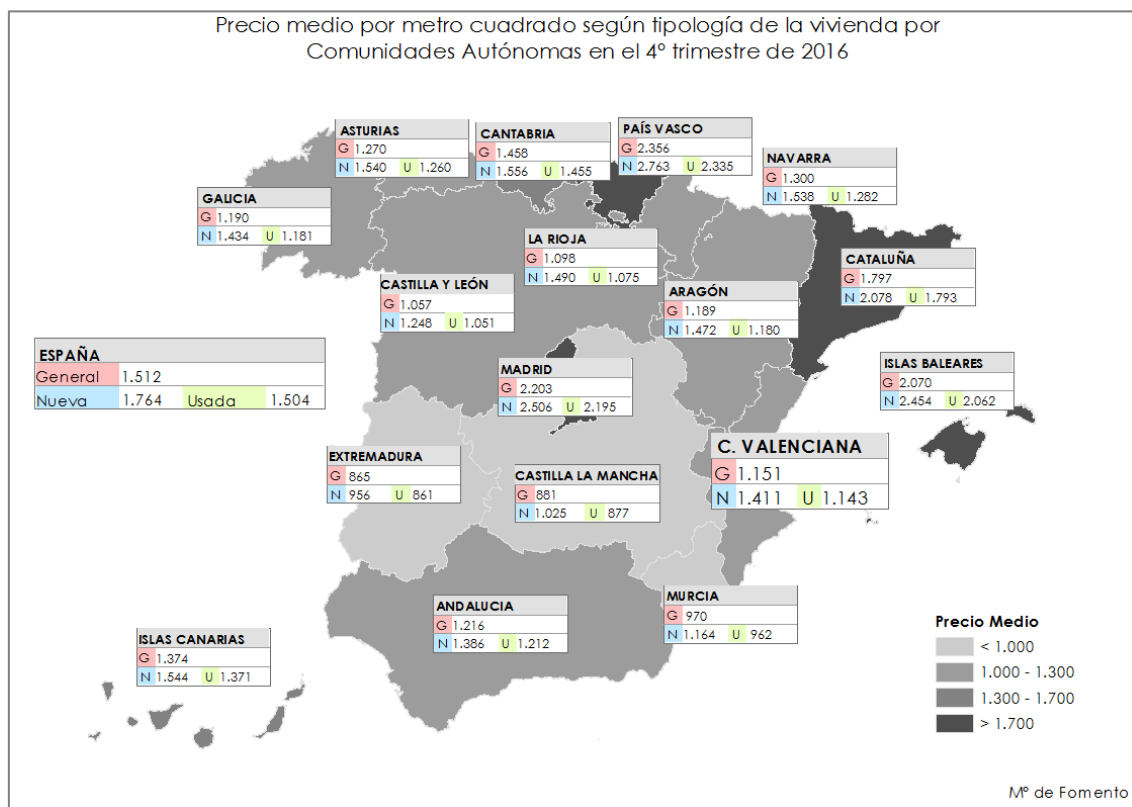 Precio medio por metro cuadrado según tipología de la vivienda por
Comunidades Autónomas en el 4º trimestre de 2016
ASTURIAS
G 1.270
N 1.540 U 1.260
CANTABRIA
G 1.458
N 1.556 U 1.455
PAÍS VASCO
G 2.356
N 2.763 U 2.335
NAVARRA
G 1.300
N 1.538 U 1.282
GALICIA
G 1.190
N 1.434 U 1.181
LA RIOJA
G 1.098
N 1.490 U 1.075
CATALUÑA
G 1.797
N 2.078 U 1.793
CASTILLA Y LEÓN
G 1.057
N 1.248 U 1.051
ARAGÓN
G 1.189
N 1.472 U 1.180
ESPAÑA
General 1.512
Nueva 1.764 Usada 1.504
MADRID
G 2.203
N 2.506 U 2.195
ISLAS BALEARES
G 2.070
N 2.454 U 2.062
C. VALENCIANA
G 1.151
N 1.411 U 1.143
EXTREMADURA
G 865
N 956 U 861
CASTILLA LA MANCHA
G 881
N 1.025 U 877
MURCIA
G 970
N 1.164 U 962
ANDALUCIA
G 1.216
N 1.386 U 1.212
ISLAS CANARIAS
G 1.374
N 1.544 U 1.371
Precio Medio
< 1.000
1.000 - 1.300
1.300 - 1.700
> 1.700
Mº de Fomento